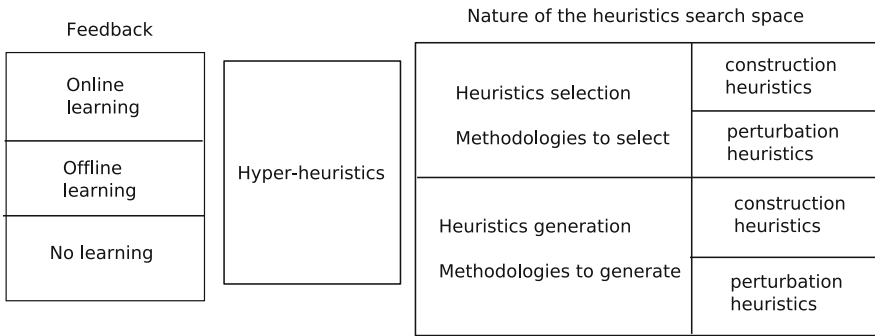 Feedback
Online
learning
Offline
learning
No learning
Hyper-heuristics
Nature of the heuristics search space
Heuristics selection
Methodologies to select
construction
heuristics
perturbation
heuristics
Heuristics generation
Methodologies to generate
construction
heuristics
perturbation
heuristics